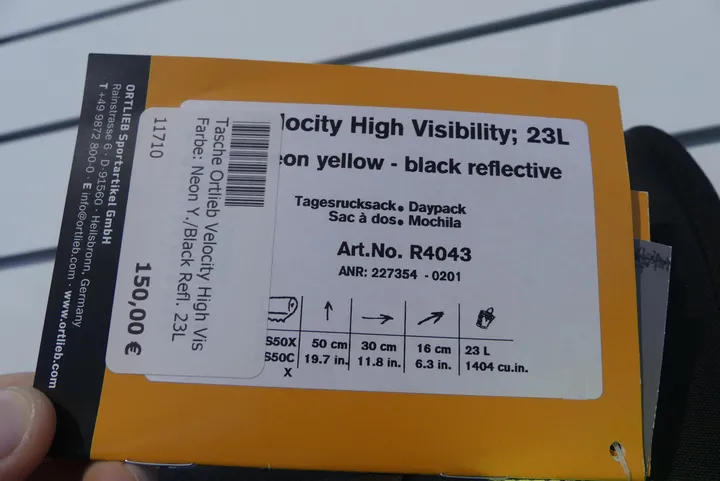 ORTLIEB Sportartikel GmbH
Rainstrasse 6 · D-91560 · Heilsbronn, Germany
T +49 9872 800-0 · E info@ortlieb.com · www.ortlieb.com
11710
Tasche Ortlieb Velocity High Vis
Farbe: Neon Y./Black Refl. 23L
150,00 €
locity High Visibility; 23L
eon yellow - black reflective
Tagesrucksack• Daypack
Sac à dos• Mochila
Art.No. R4043
ANR: 227354 - 0201
S50X 50 cm 30 cm 16 cm 23 L
S50C 19.7 in. 11.8 in. 6.3 in. 1404 cu.in.
X